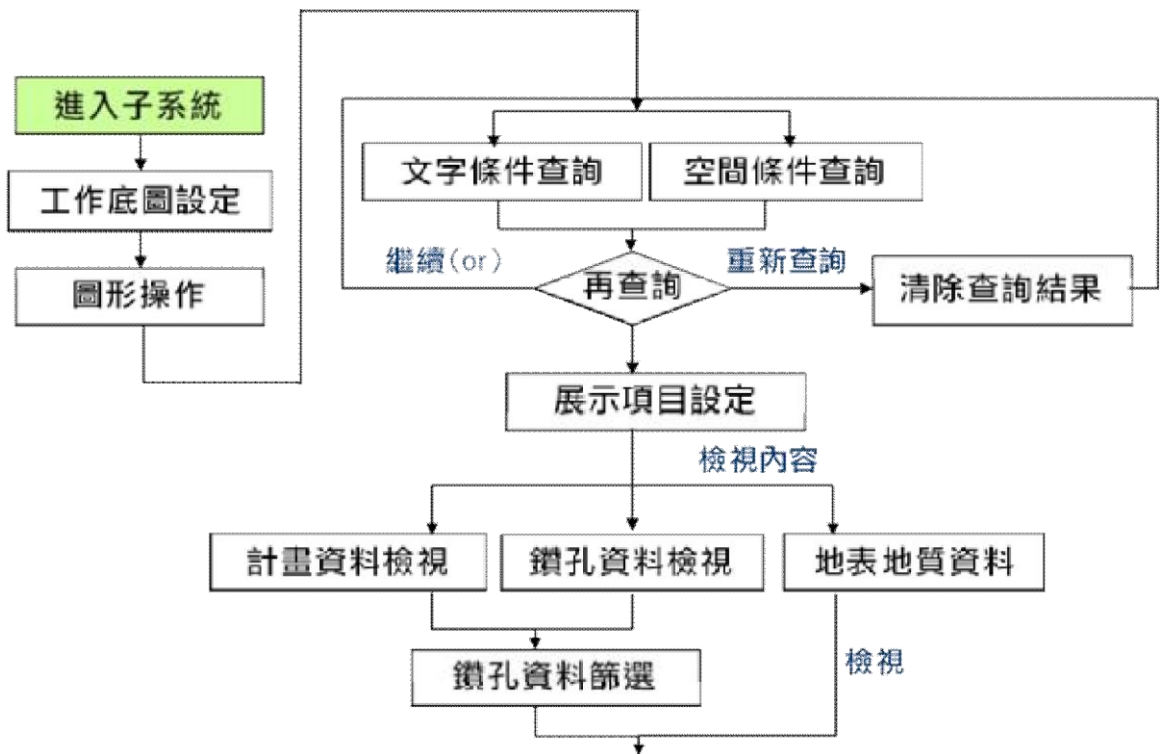 進入子系統
工作底圖設定
圖形操作
文字條件查詢
空間條件查詢
繼續(or)
再查詢
重新查詢
清除查詢結果
展示項目設定
檢視內容
計畫資料檢視
鑽孔資料檢視
地表地質資料
檢視
鑽孔資料篩選